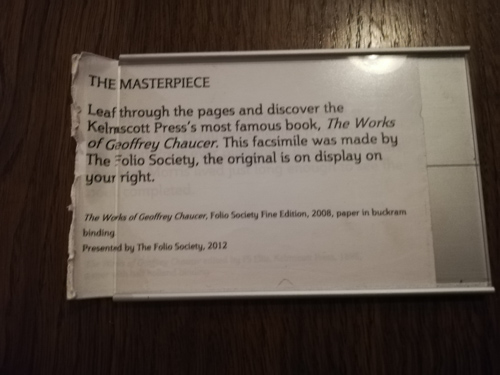 THE MASTERPIECE
Leaf through the pages and discover the
Kelmscott Press's most famous book, The Works
of Geoffrey Chaucer. This facsimile was made by
The Folio Society, the original is on display on
your right.
The Works of Geoffrey Chaucer, Folio Society Fine Edition, 2008, paper in buckram
binding
Presented by The Folio Society, 2012